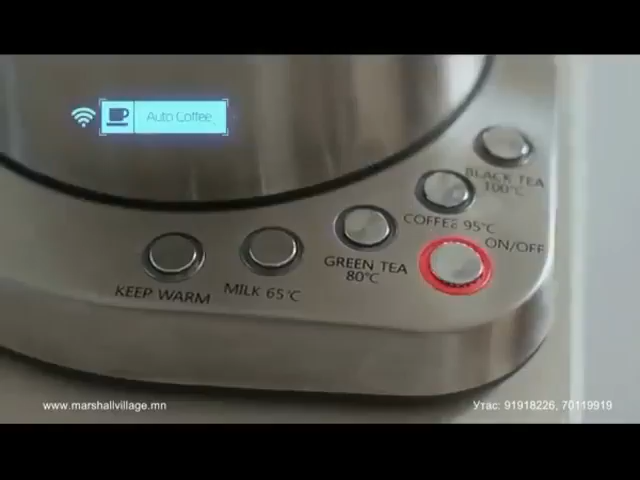 Auto Coffee
BLACK TEA
100°C
COFFEE 95°C
ON/OFF
GREEN TEA
80°C
MILK 65°C
KEEP WARM
www.marshallvillage.mn
Утас: 91918226, 70119919